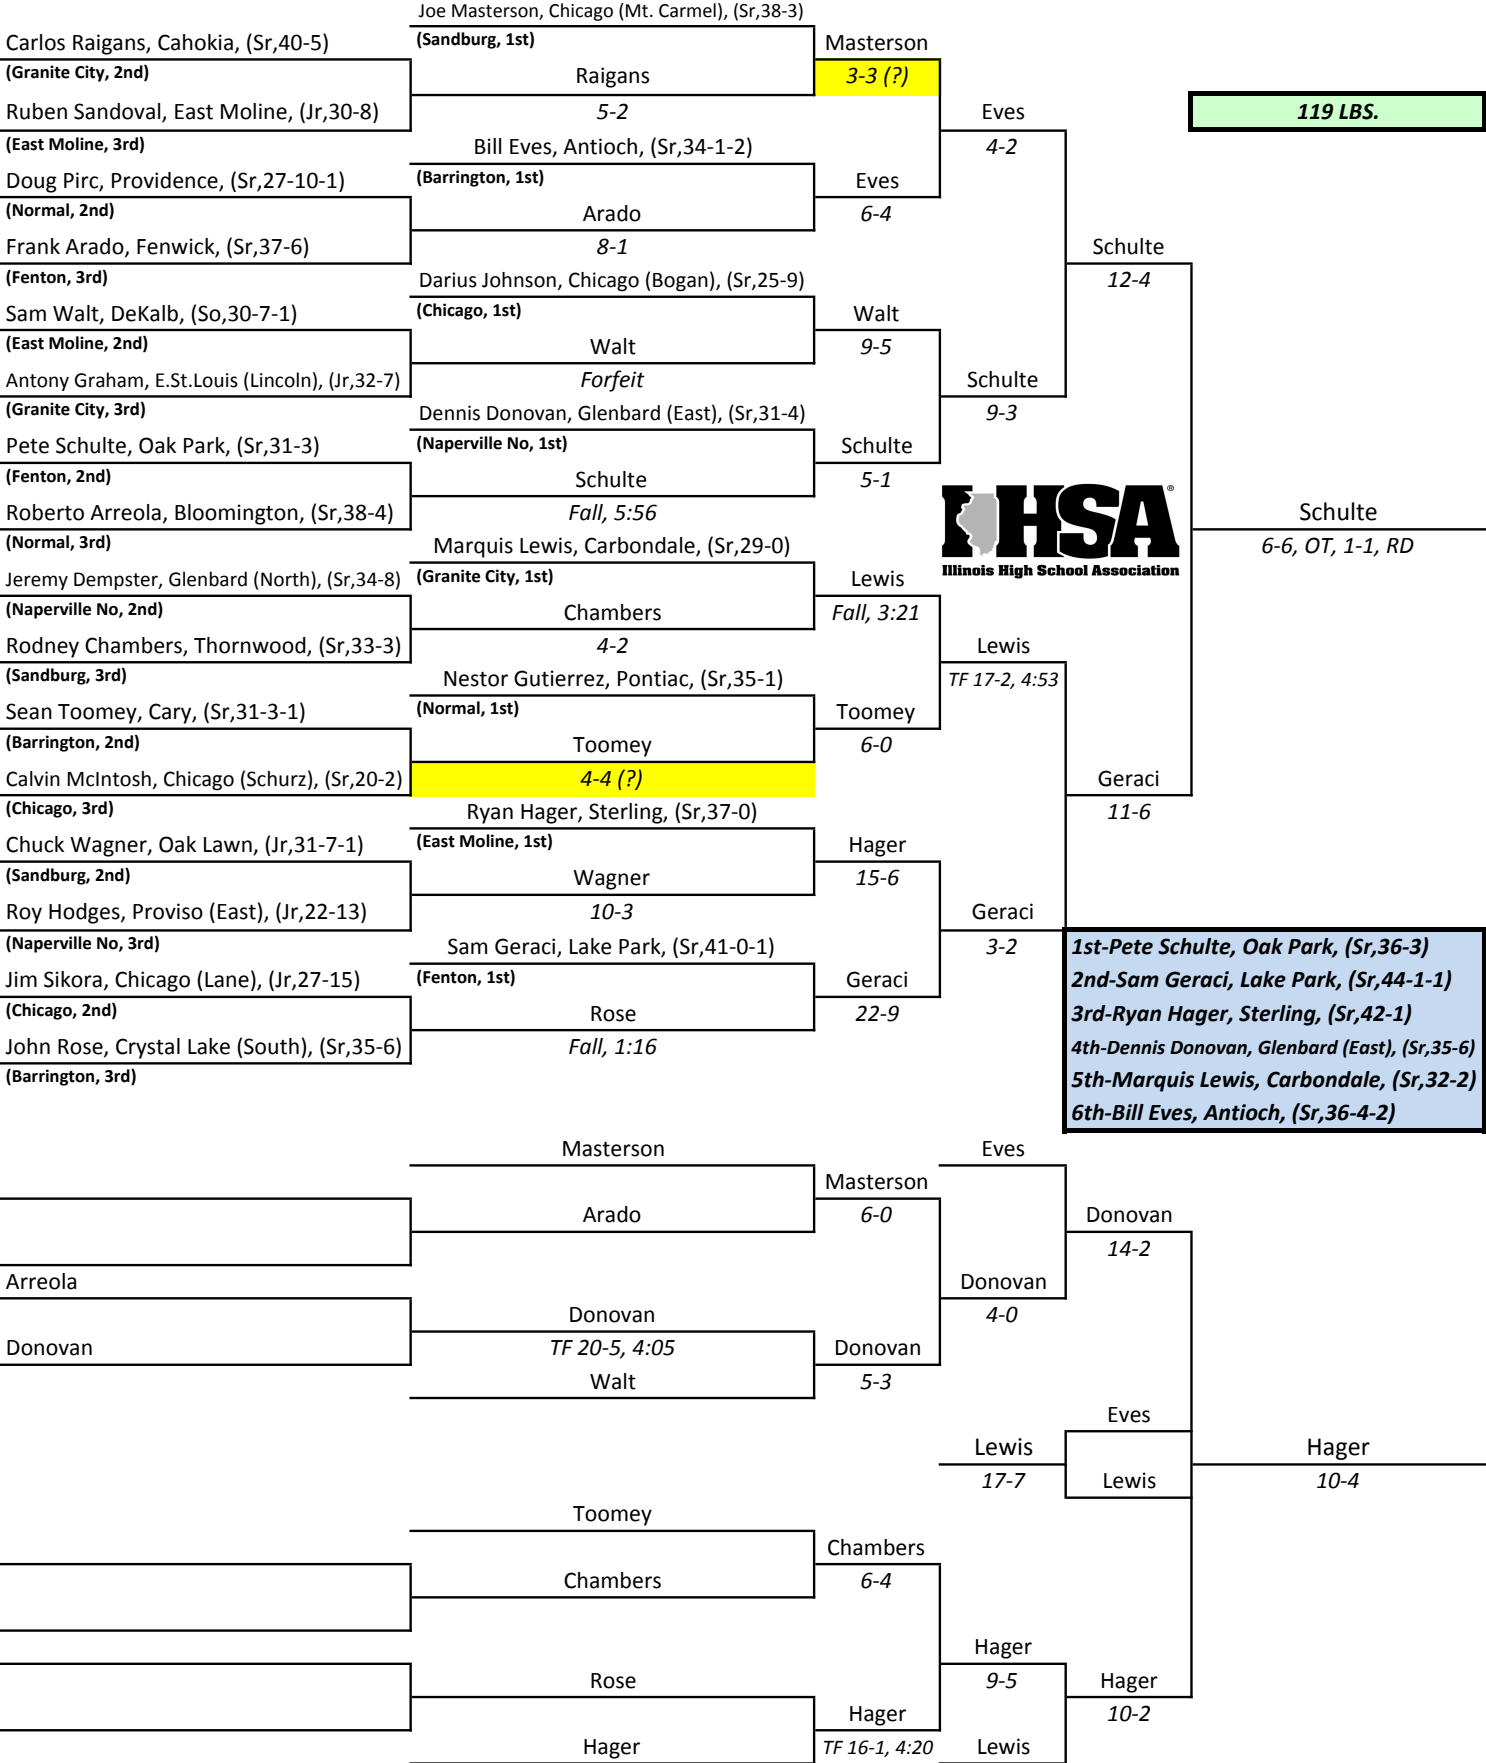 Joe Masterson, Chicago (Mt. Carmel), (Sr,38-3)
Carlos Raigans, Cahokia, (Sr,40-5)
(Sandburg, 1st)
Masterson
(Granite City, 2nd)
Raigans
3-3 (?)
Ruben Sandoval, East Moline, (Jr,30-8)
5-2
Eves
119 LBS.
(East Moline, 3rd)
Bill Eves, Antioch, (Sr,34-1-2)
4-2
Doug Pirc, Providence, (Sr,27-10-1)
(Barrington, 1st)
Eves
(Normal, 2nd)
Arado
6-4
Frank Arado, Fenwick, (Sr,37-6)
8-1
Schulte
(Fenton, 3rd)
Darius Johnson, Chicago (Bogan), (Sr,25-9)
12-4
Sam Walt, DeKalb, (So,30-7-1)
(Chicago, 1st)
Walt
(East Moline, 2nd)
Walt
9-5
Antony Graham, E.St.Louis (Lincoln), (Jr,32-7)
Forfeit
Schulte
(Granite City, 3rd)
Dennis Donovan, Glenbard (East), (Sr,31-4)
9-3
Pete Schulte, Oak Park, (Sr,31-3)
(Naperville No, 1st)
Schulte
(Fenton, 2nd)
Schulte
5-1
IHSA®
Roberto Arreola, Bloomington, (Sr,38-4)
Fall, 5:56
Schulte
(Normal, 3rd)
Marquis Lewis, Carbondale, (Sr,29-0)
6-6, OT, 1-1, RD
Illinois High School Association
Jeremy Dempster, Glenbard (North), (Sr,34-8)
(Granite City, 1st)
Lewis
(Naperville No, 2nd)
Chambers
Fall, 3:21
Rodney Chambers, Thornwood, (Sr,33-3)
4-2
Lewis
(Sandburg, 3rd)
Nestor Gutierrez, Pontiac, (Sr,35-1)
TF 17-2, 4:53
Sean Toomey, Cary, (Sr,31-3-1)
(Normal, 1st)
Toomey
(Barrington, 2nd)
Toomey
6-0
Calvin McIntosh, Chicago (Schurz), (Sr,20-2)
4-4 (?)
Geraci
(Chicago, 3rd)
Ryan Hager, Sterling, (Sr,37-0)
11-6
Chuck Wagner, Oak Lawn, (Jr,31-7-1)
(East Moline, 1st)
Hager
(Sandburg, 2nd)
Wagner
15-6
Roy Hodges, Proviso (East), (Jr,22-13)
10-3
Geraci
(Naperville No, 3rd)
Sam Geraci, Lake Park, (Sr,41-0-1)
3-2
1st-Pete Schulte, Oak Park, (Sr,36-3)
Jim Sikora, Chicago (Lane), (Jr,27-15)
(Fenton, 1st)
Geraci
2nd-Sam Geraci, Lake Park, (Sr,44-1-1)
(Chicago, 2nd)
Rose
22-9
3rd-Ryan Hager, Sterling, (Sr,42-1)
John Rose, Crystal Lake (South), (Sr,35-6)
Fall, 1:16
4th-Dennis Donovan, Glenbard (East), (Sr,35-6)
(Barrington, 3rd)
5th-Marquis Lewis, Carbondale, (Sr,32-2)
6th-Bill Eves, Antioch, (Sr,36-4-2)
Masterson
Eves
Masterson
Arado
6-0
Donovan
14-2
Arreola
Donovan
Donovan
4-0
Donovan
TF 20-5, 4:05
Donovan
Walt
5-3
Eves
Lewis
Hager
17-7
Lewis
10-4
Toomey
Chambers
Chambers
6-4
Hager
Rose
9-5
Hager
Hager
10-2
Hager
TF 16-1, 4:20
Lewis